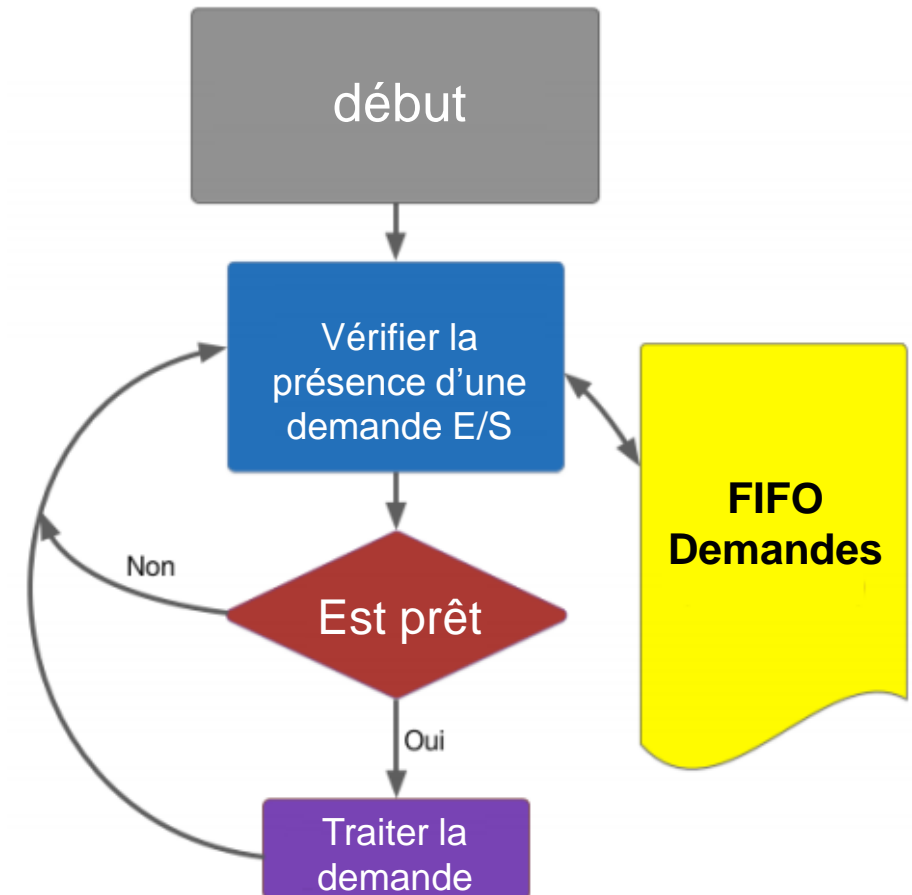 début
Vérifier la
présence d’une
demande E/S
FIFO
Demandes
Non
Est prêt
Oui
Traiter la
demande